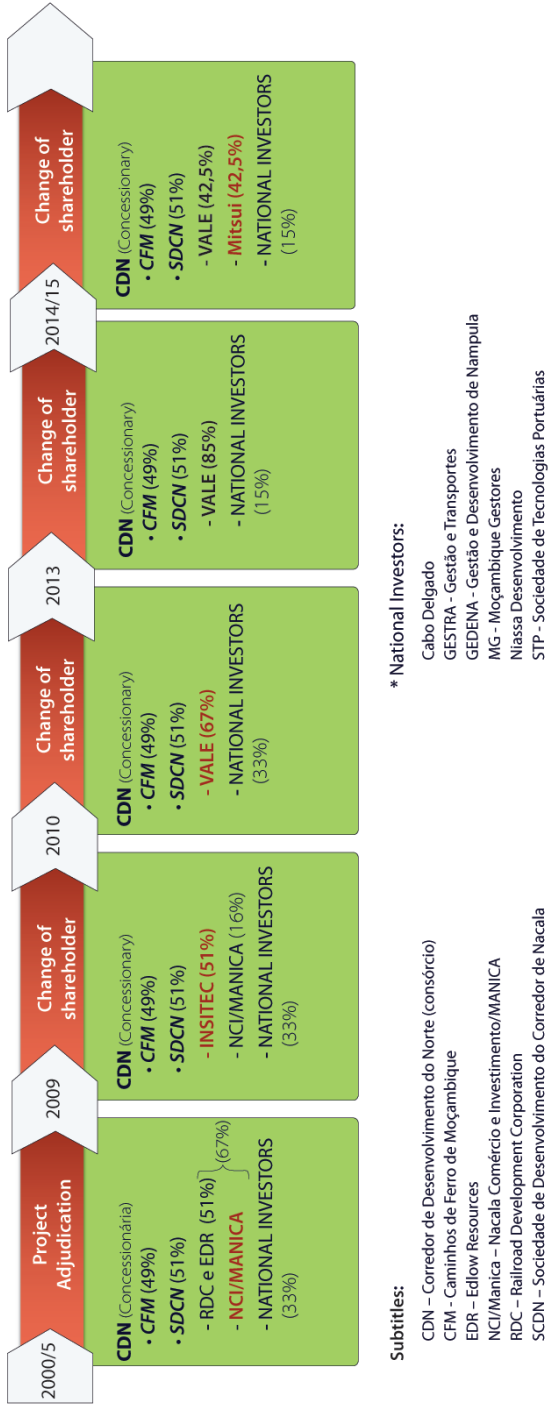 2000/5
Project
Adjudication
2009
Change of
shareholder
2010
Change of
shareholder
2013
Change of
shareholder
2014/15
Change of
shareholder
CDN (Concessionária)
• CFM (49%)
• SDCN (51%)
- RDC e EDR (51%)
- NCI/MANICA
(67%)
- NATIONAL INVESTORS
(33%)
CDN (Concessionary)
• CFM (49%)
• SDCN (51%)
- INSITEC (51%)
- NCI/MANICA (16%)
- NATIONAL INVESTORS
(33%)
CDN (Concessionary)
• CFM (49%)
• SDCN (51%)
- VALE (67%)
- NATIONAL INVESTORS
(33%)
CDN (Concessionary)
• CFM (49%)
• SDCN (51%)
- VALE (85%)
- NATIONAL INVESTORS
(15%)
CDN (Concessionary)
• CFM (49%)
• SDCN (51%)
- VALE (42,5%)
- Mitsui (42,5%)
- NATIONAL INVESTORS
(15%)
Subtitles:
CDN – Corredor de Desenvolvimento do Norte (consórcio)
CFM - Caminhos de Ferro de Moçambique
EDR – Edlow Resources
NCI/Manica – Nacala Comércio e Investimento/MANICA
RDC – Railroad Development Corporation
SCDN – Sociedade de Desenvolvimento do Corredor de Nacala
* National Investors:
Cabo Delgado
GESTRA - Gestão e Transportes
GEDENA - Gestão e Desenvolvimento de Nampula
MG - Moçambique Gestores
Niassa Desenvolvimento
STP - Sociedade de Tecnologias Portuárias